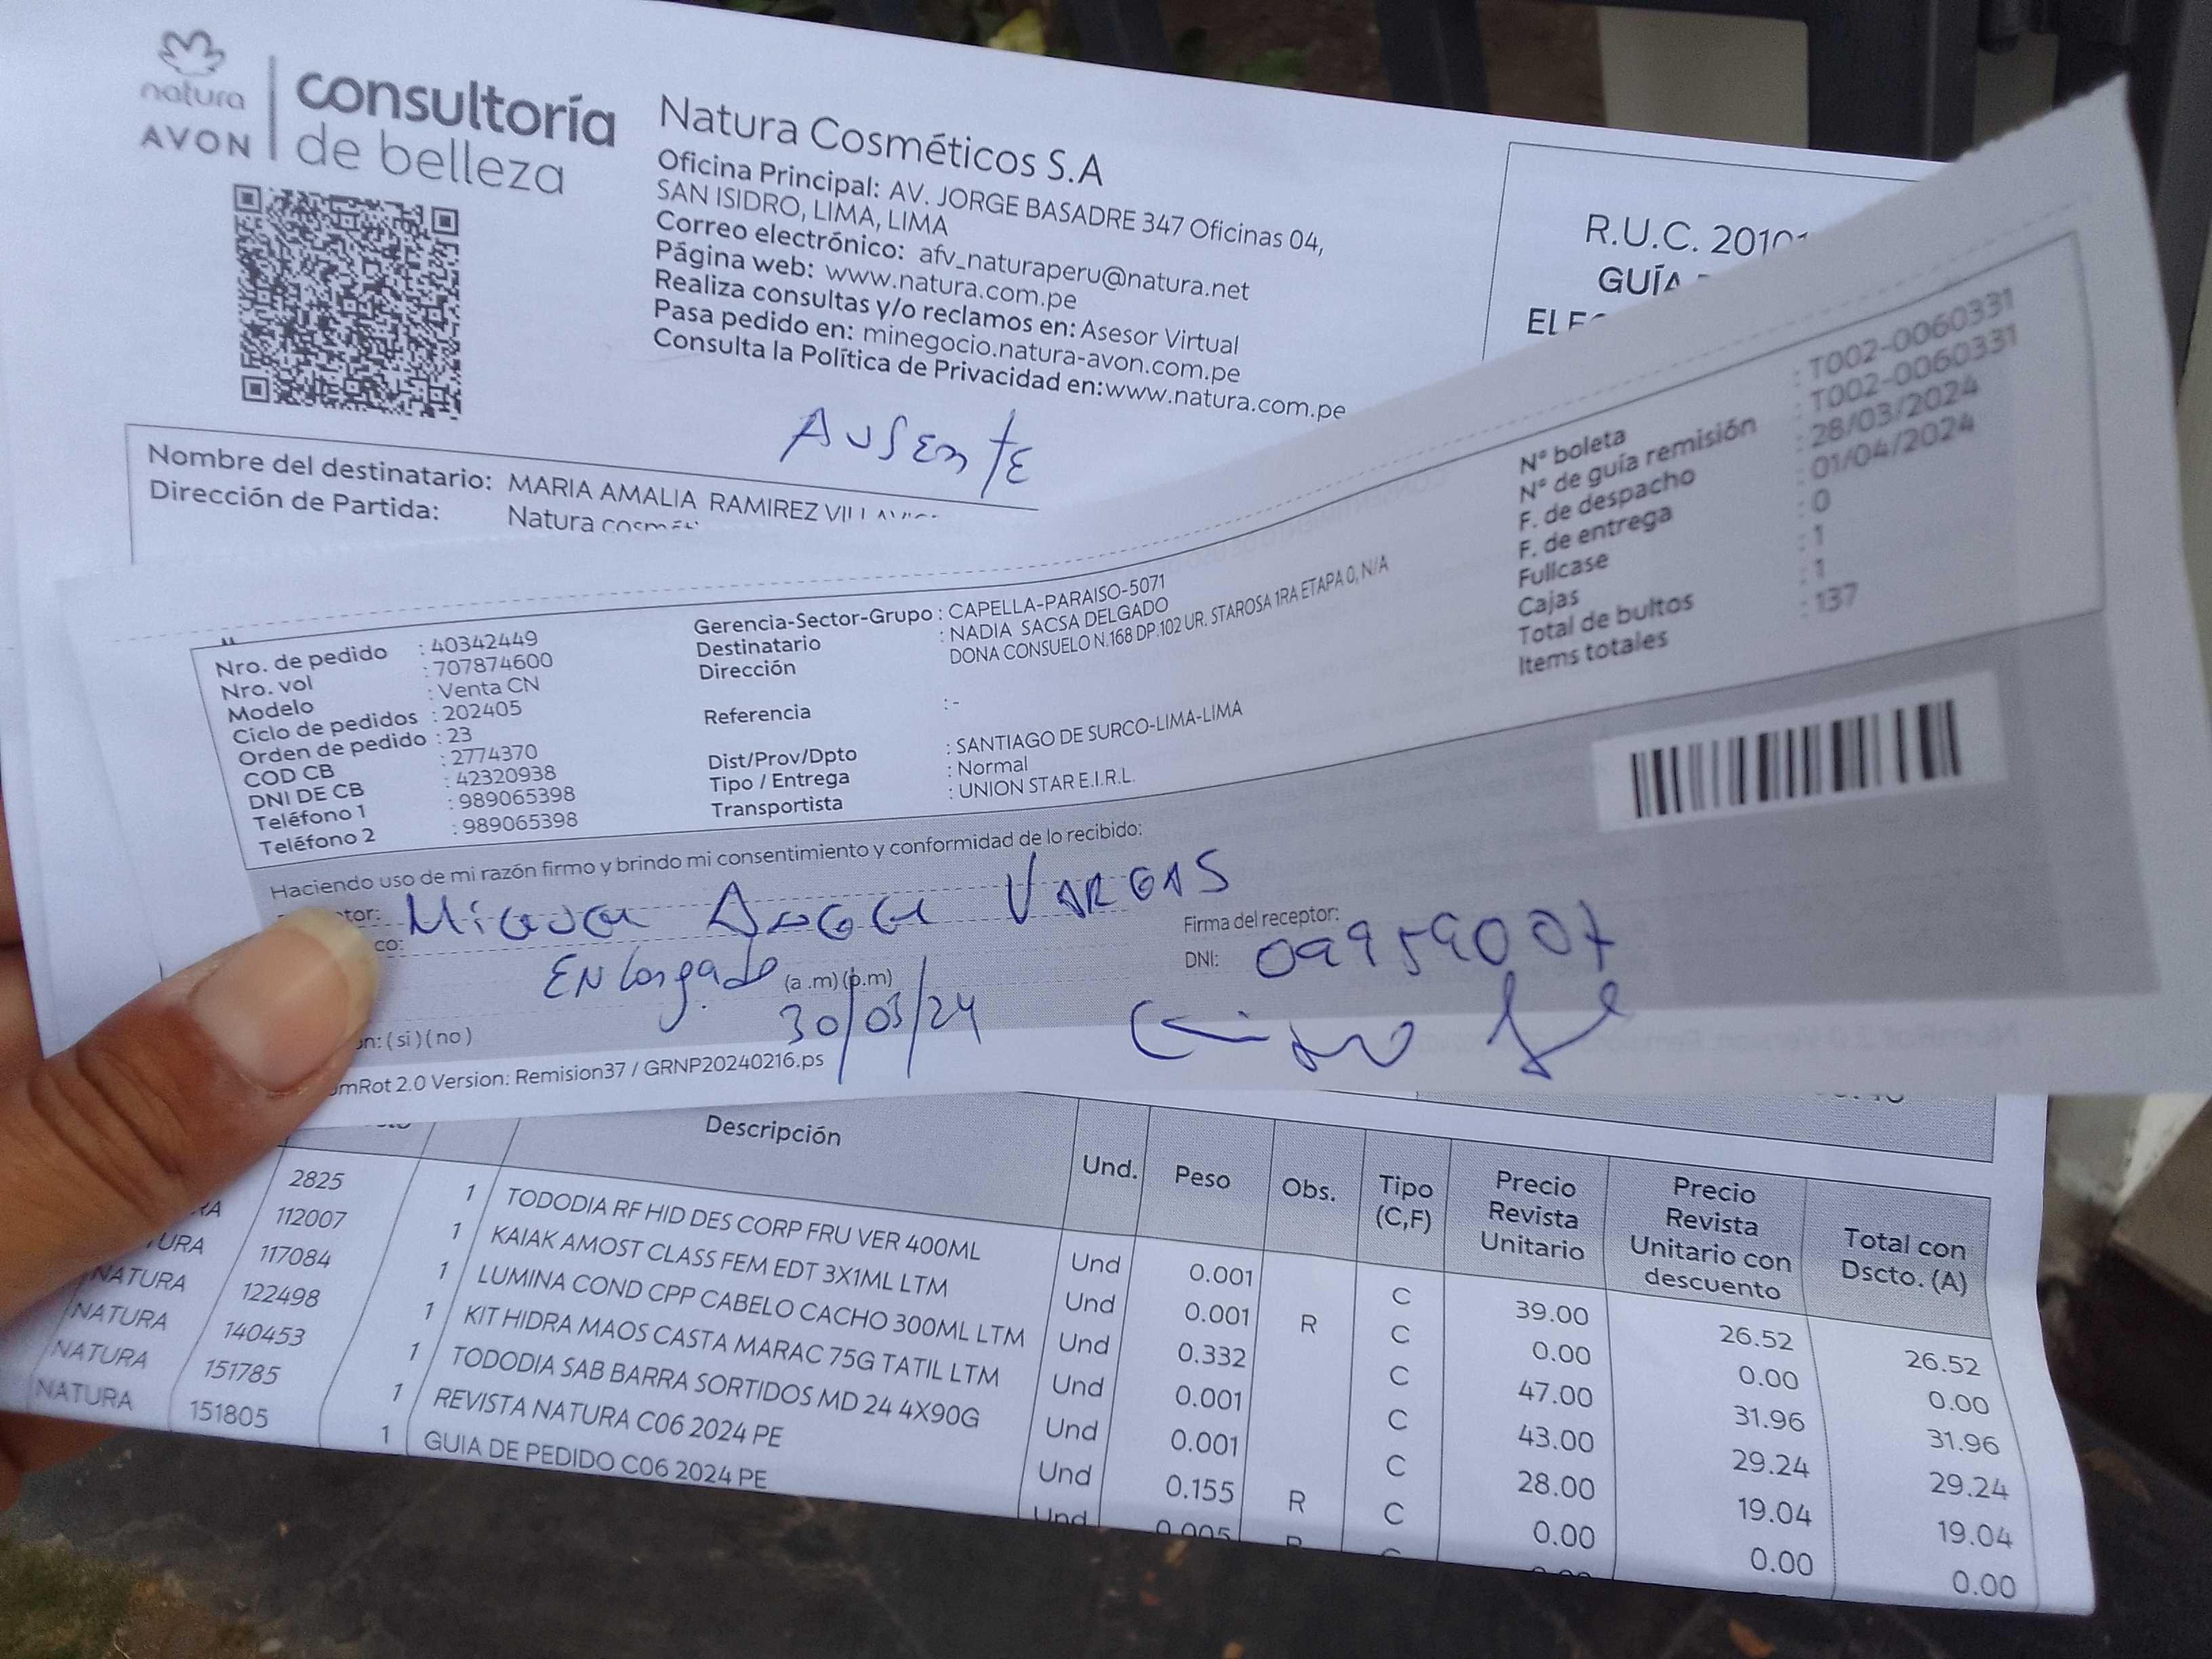 natura
AVON
consultoría
de belleza
Natura Cosméticos S.A
Oficina Principal: AV. JORGE BASADRE 347 Oficinas 04,
SAN ISIDRO, LIMA, LIMA
Correo electrónico: afv_naturaperu@natura.net
Página web: www.natura.com.pe
Realiza consultas y/o reclamos en: Asesor Virtual
Pasa pedido en: minegocio.natura-avon.com.pe
Consulta la Política de Privacidad en:www.natura.com.pe
R.U.C.
GUÍA
AUSENTE
Nombre del destinatario: MARIA AMALIA RAMIREZ
Dirección de Partida: Natura
Nro. de pedido : 40342449
Nro. vol : 707874600
Modelo : Venta CN
Ciclo de pedidos : 202405
Orden de pedido : 23
COD CB : 2774370
DNI DE CB : 42320938
Teléfono 1 : 989065398
Teléfono 2 : 989065398
Gerencia-Sector-Grupo : CAPELLA-PARAISO-5071
Destinatario : NADIA SACSA DELGADO
Dirección DONA CONSUELO N.168 DP.102 UR. STAROSA 1RA ETAPA 0, N/A
Referencia : -
Dist/Prov/Dpto : SANTIAGO DE SURCO-LIMA-LIMA
Tipo / Entrega : Normal
Transportista : UNION STAR E.I.R.L.
N° boleta : T002-0060331
N° de guía remisión : T002-0060331
F. de despacho : 28/03/2024
F. de entrega : 01/04/2024
Fullcase : 0
Cajas : 1
Total de bultos : 1
Items totales : 137
Haciendo uso de mi razón firmo y brindo mi consentimiento y conformidad de lo recibido:
MIGUEL ANGEL VARGAS
Firma del receptor:
DNI: 09959007
Encargado (a .m) (p.m)
30/03/24
(si) (no)
2.0 Version: Remision37 / GRNP20240216.ps
Descripción Und. Peso Obs. Tipo (C,F) Precio Revista Unitario Precio Revista Unitario con descuento Total con Dscto. (A)
2825 1 TODODIA RF HID DES CORP FRU VER 400ML Und 0.001 C 39.00 26.52 26.52
112007 1 KAIAK AMOST CLASS FEM EDT 3X1ML LTM Und 0.001 R C 0.00 0.00 0.00
117084 1 LUMINA COND CPP CABELO CACHO 300ML LTM Und 0.332 C 47.00 31.96 31.96
NATURA 122498 1 KIT HIDRA MAOS CASTA MARAC 75G TATIL LTM Und 0.001 C 43.00 29.24 29.24
NATURA 140453 1 TODODIA SAB BARRA SORTIDOS MD 24 4X90G Und 0.001 C 28.00 19.04 19.04
NATURA 151785 1 REVISTA NATURA C06 2024 PE Und 0.155 R C 0.00 0.00 0.00
NATURA 151805 1 GUIA DE PEDIDO C06 2024 PE Und 0.005